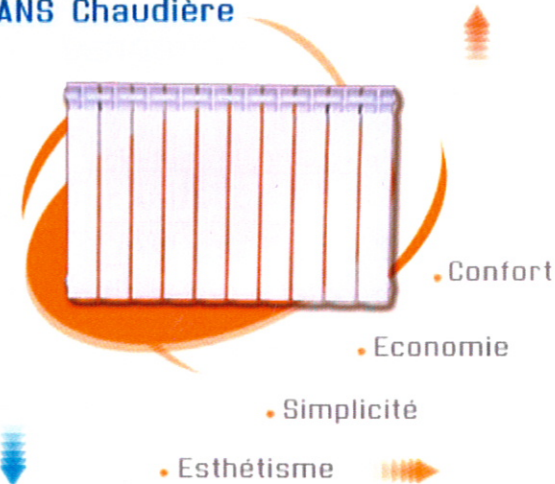 ANS Chaudière
• Confort
• Economie
• Simplicité
• Esthétisme